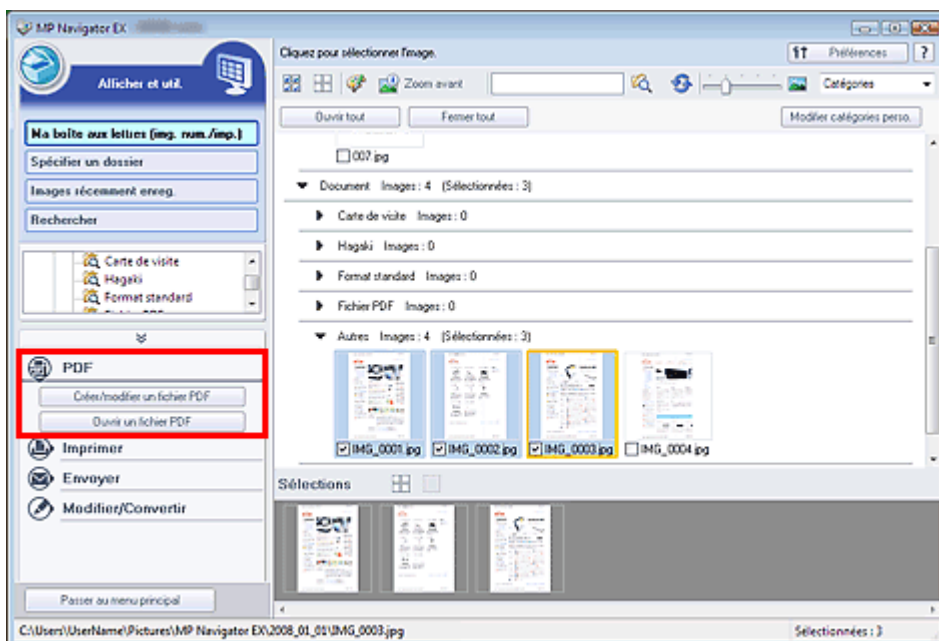 MP Navigator EX
Cliquez pour sélectionner l'image.
Préférences
?
Afficher et util.
Zoom avant
Catégories
Ouvrir tout
Fermer tout
Modifier catégories perso.
Ma boîte aux lettres (img. num./imp.)
Spécifier un dossier
Images récemment enreg.
Rechercher
007.jpg
Document Images : 4 (Sélectionnées : 3)
Carte de visite Images : 0
Hagaki Images : 0
Format standard Images : 0
Fichier PDF Images : 0
Autres Images : 4 (Sélectionnées : 3)
Carte de visite
Hagaki
Format standard
PDF
Créer/modifier un fichier PDF
Ouvrir un fichier PDF
Imprimer
Envoyer
Modifier/Convertir
IMG_0001.jpg
IMG_0002.jpg
IMG_0003.jpg
IMG_0004.jpg
Sélections
Passer au menu principal
C:\Users\UserName\Pictures\MP Navigator EX\2008_01_01\IMG_0003.jpg
Sélectionnées : 3